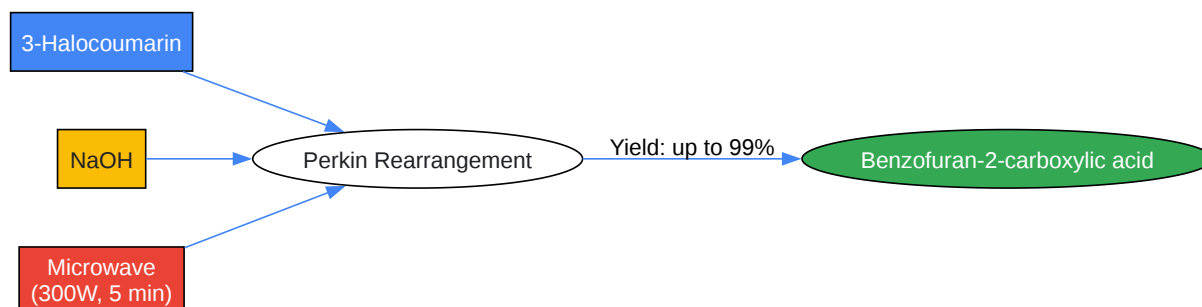 3-Halocoumarin
NaOH
Microwave
(300W, 5 min)
Perkin Rearrangement
Yield: up to 99%
Benzofuran-2-carboxylic acid